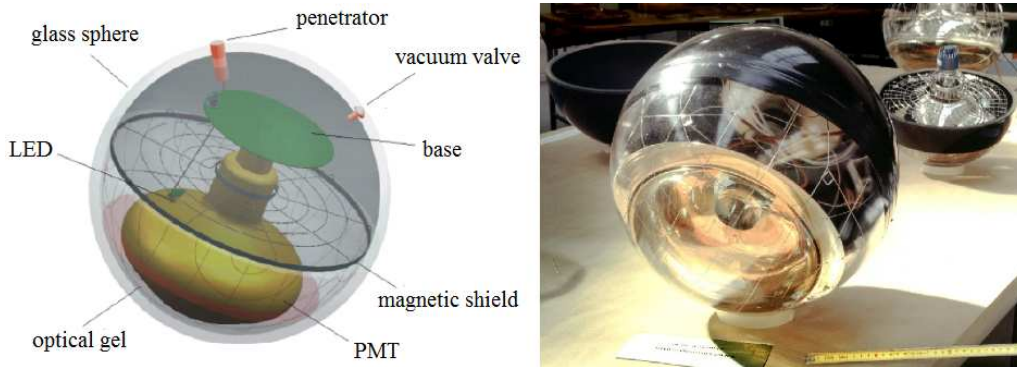 penetrator
glass sphere
vacuum valve
LED
base
magnetic shield
optical gel
PMT